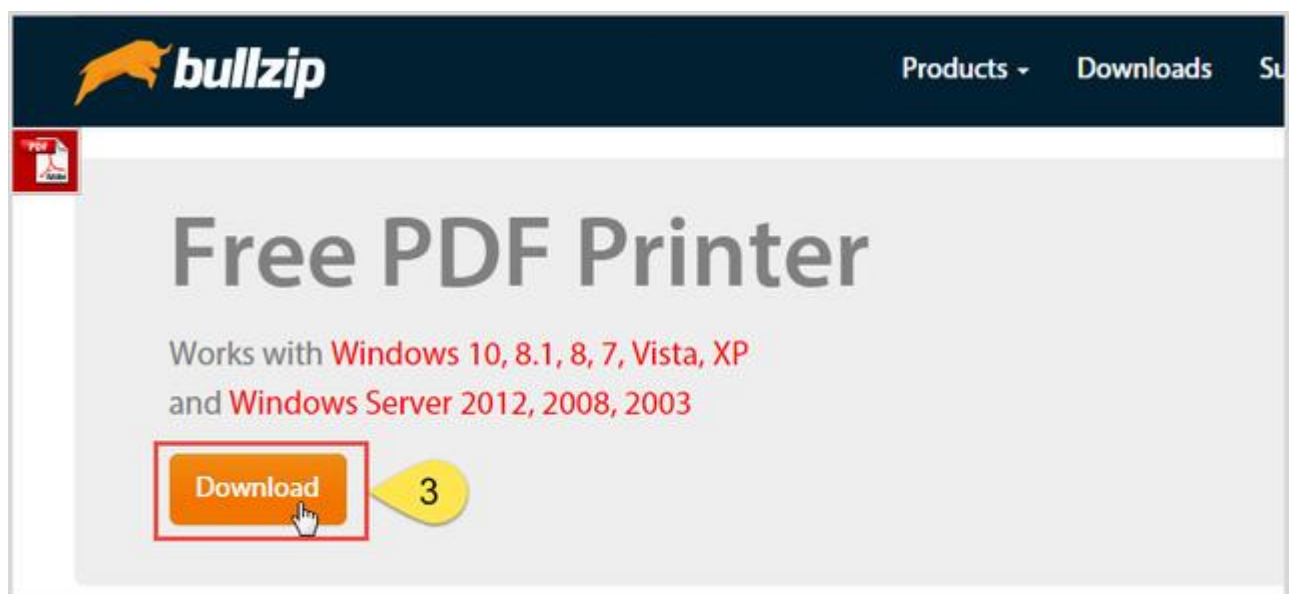 bullzip
Products
Downloads
Su
PDF
Adobe
Free PDF Printer
Works with Windows 10, 8.1, 8, 7, Vista, XP
and Windows Server 2012, 2008, 2003
Download
3